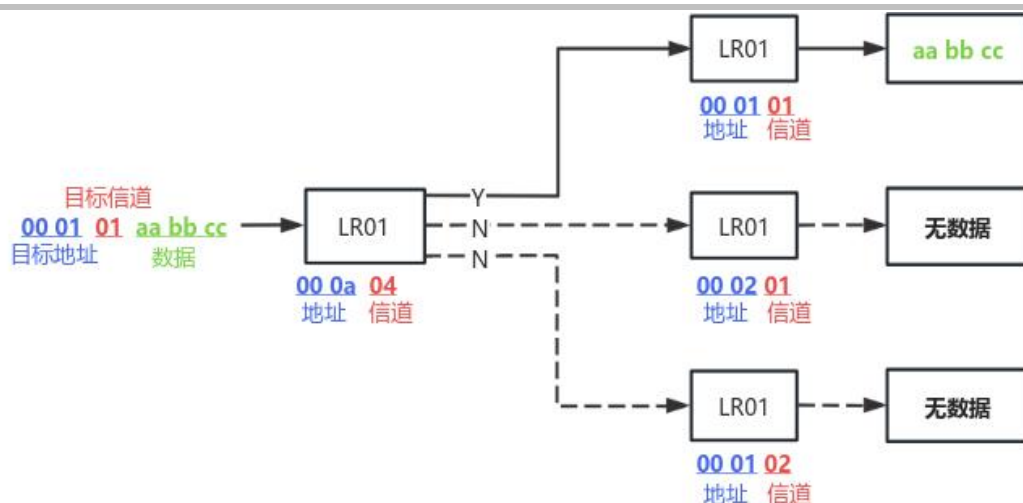 LR01
aa bb cc
00 01 01
地址 信道
目标信道
00 01 01 aa bb cc
目标地址 数据
LR01
00 0a 04
地址 信道
Y
N
N
LR01
无数据
00 02 01
地址 信道
LR01
无数据
00 01 02
地址 信道